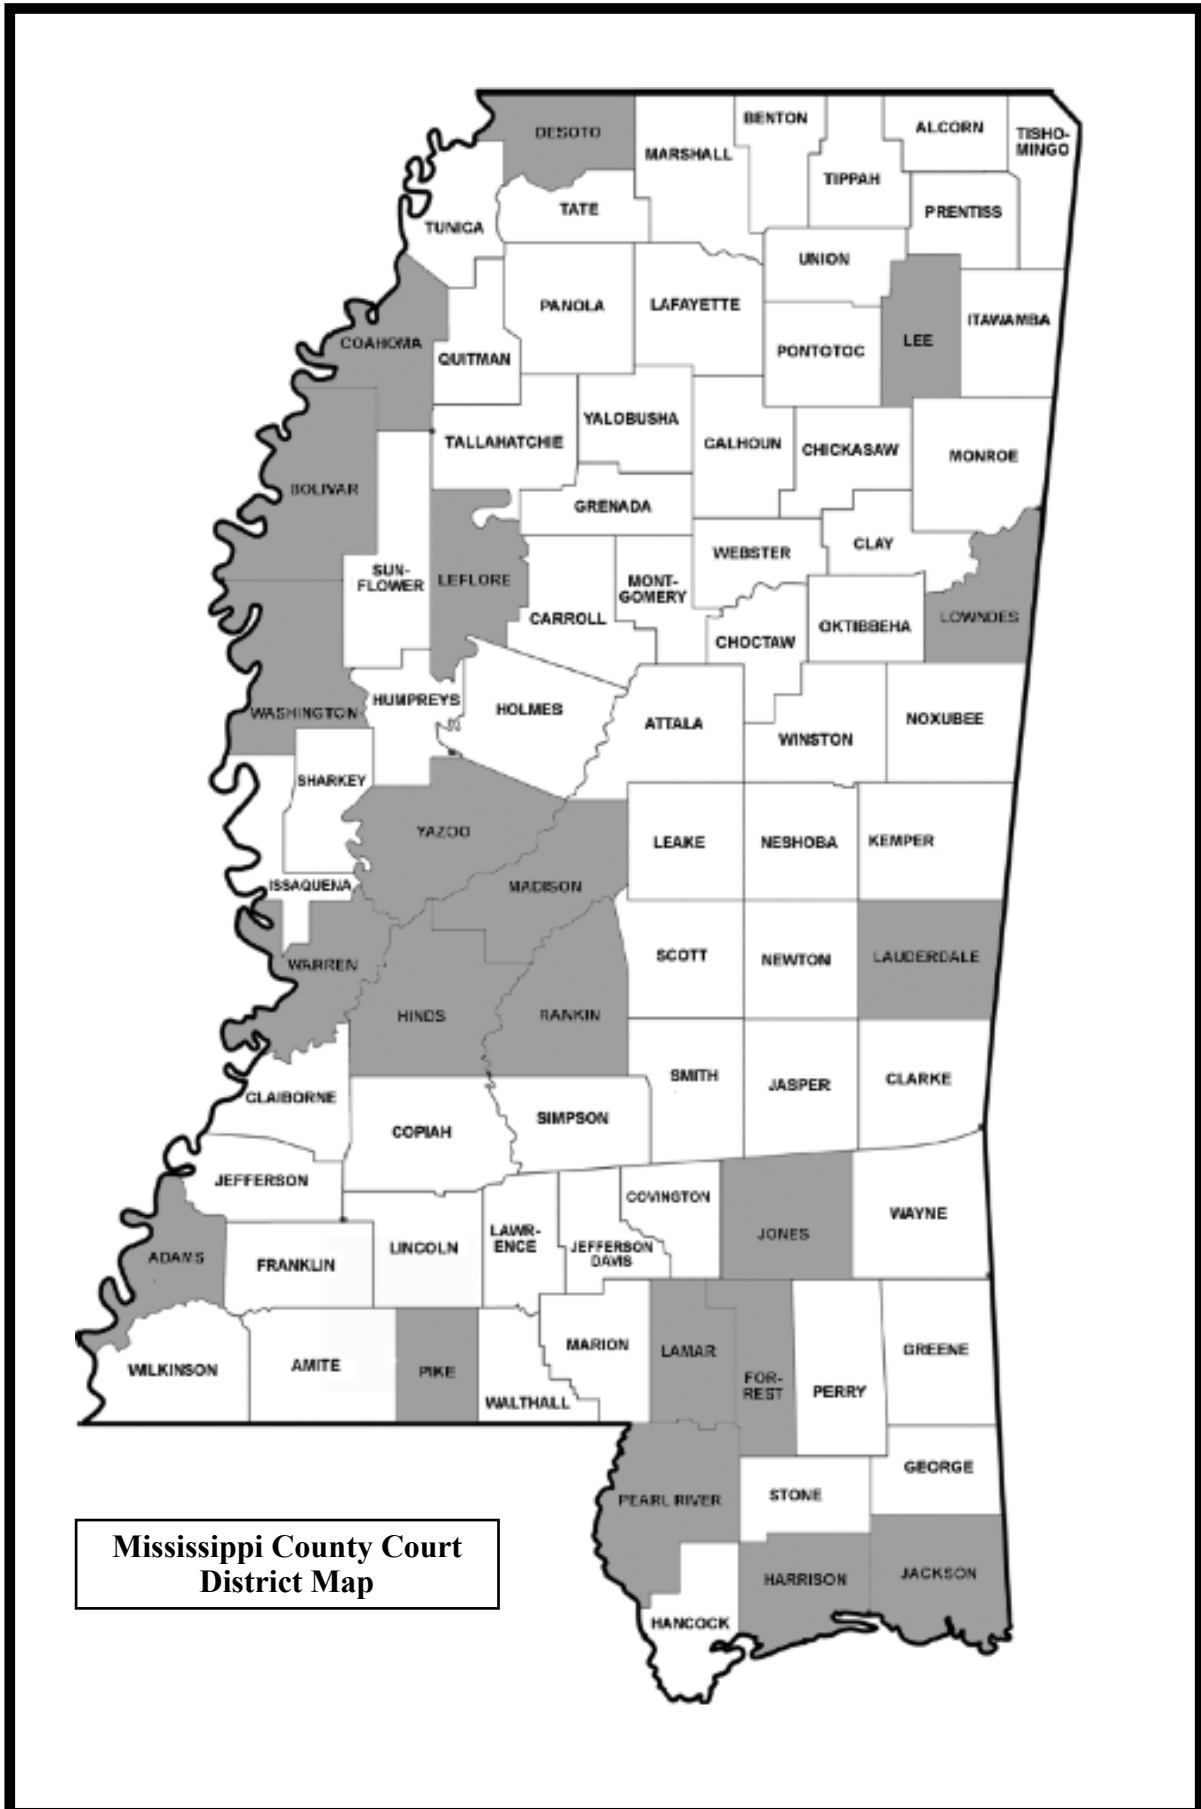 DESOTO
BENTON
ALCORN
TISHO-
MINGO
MARSHALL
TIPPAH
PRENTISS
TATE
TUNICA
UNION
PANOLA
LAFAYETTE
ITAWAMBA
COAHOMA
LEE
PONTOTOC
QUITMAN
YALOBUSHA
TALLAHATCHIE
CALHOUN
CHICKASAW
MONROE
BOLIVAR
GRENADA
CLAY
WEBSTER
SUN-
FLOWER
LEFLORE
MONT-
GOMERY
CARROLL
LOWNDES
OKTIBBEHA
CHOCTAW
HUMPREYS
HOLMES
WASHINGTON
ATTALA
NOXUBEE
WINSTON
SHARKEY
YAZOO
LEAKE
NESHOBA
KEMPER
ISSAQUENA
MADISON
SCOTT
NEWTON
LAUDERDALE
WARREN
HINDS
RANKIN
SMITH
JASPER
CLARKE
CLAIBORNE
COPIAH
SIMPSON
JEFFERSON
COVINGTON
WAYNE
JONES
LAWR-
ENCE
LINCOLN
JEFFERSON
DAVIS
ADAMS
FRANKLIN
MARION
LAMAR
GREENE
WILKINSON
AMITE
PIKE
FOR-
REST
PERRY
WALTHALL
GEORGE
PEARL RIVER
STONE
Mississippi County Court
District Map
HARRISON
JACKSON
HANCOCK